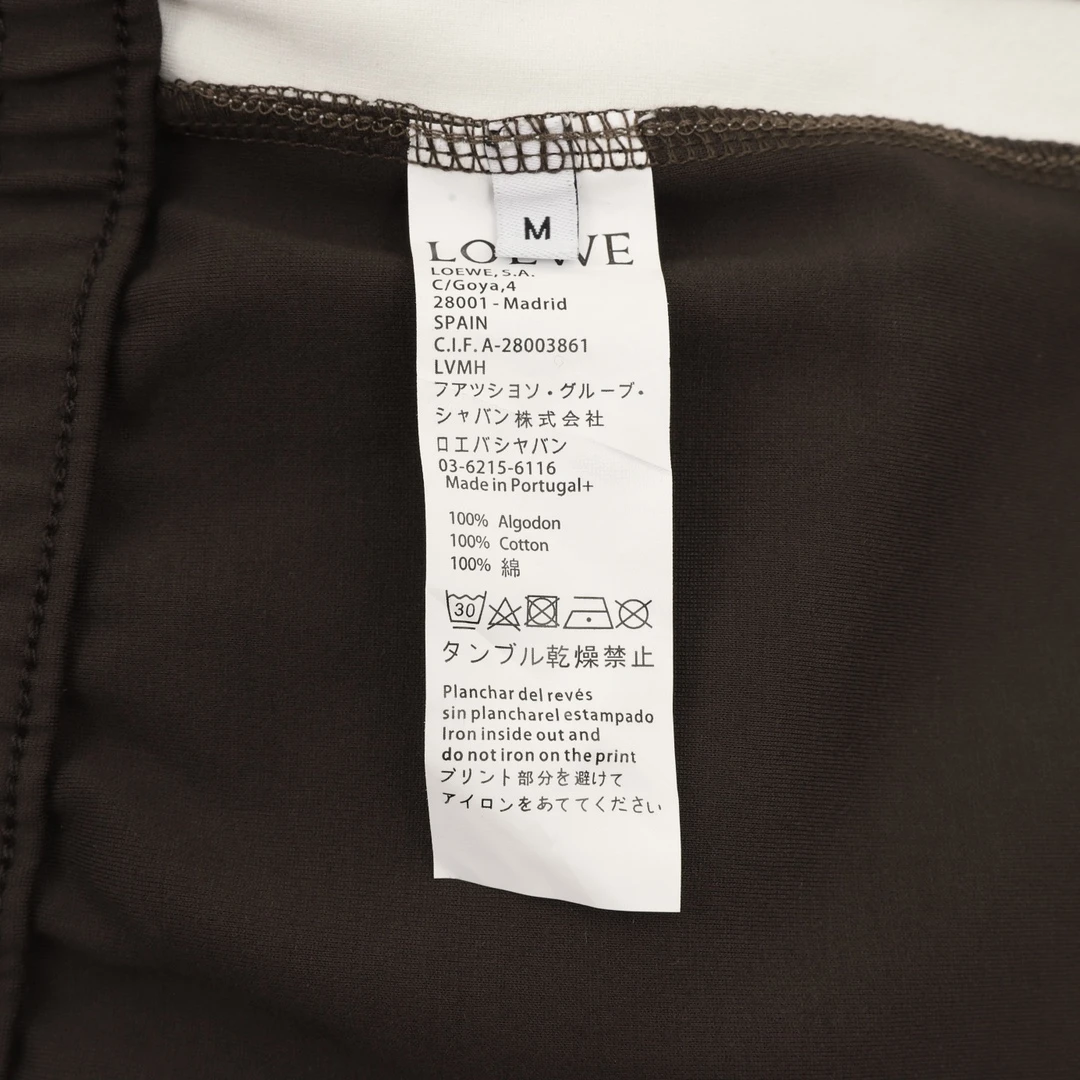 M
LOEWE
LOEWE, S.A.
C/Goya,4
28001 - Madrid
SPAIN
C.I.F. A-28003861
LVMH
フアツシヨソ・グループ・
シャバン株式会社
ロエバシヤバン
03-6215-6116
Made in Portugal+
100% Algodon
100% Cotton
100% 綿
30
タンブル乾燥禁止
Planchar del revés
sin plancharel estampado
Iron inside out and
do not iron on the print
プリント部分を避けて
アイロンをあててください